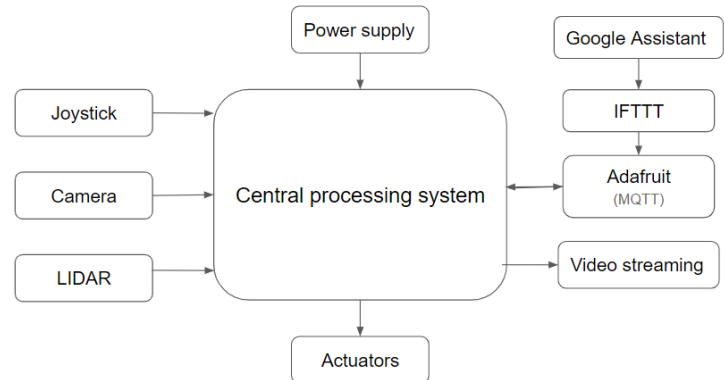 Power supply
Google Assistant
Joystick
IFTTT
Camera
Central processing system
Adafruit
(MQTT)
LIDAR
Video streaming
Actuators